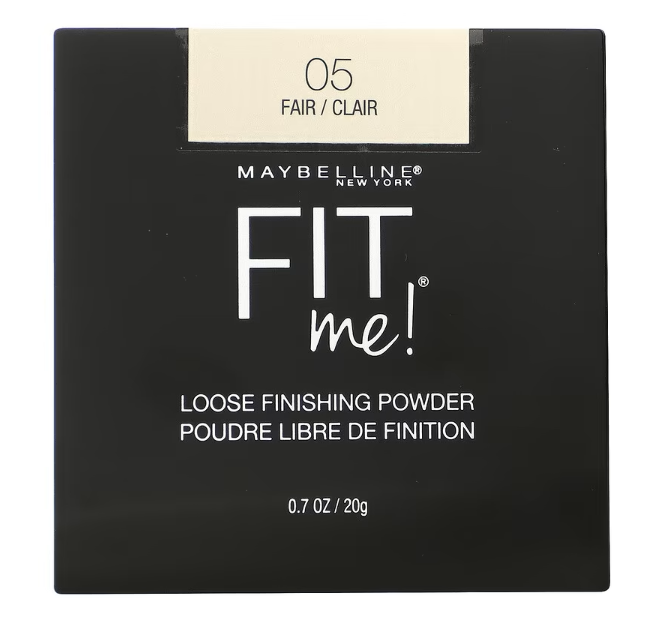 05
FAIR / CLAIR
MAYBELLINE®
NEW YORK
FIT
me!®
LOOSE FINISHING POWDER
POUDRE LIBRE DE FINITION
0.7 OZ / 20g